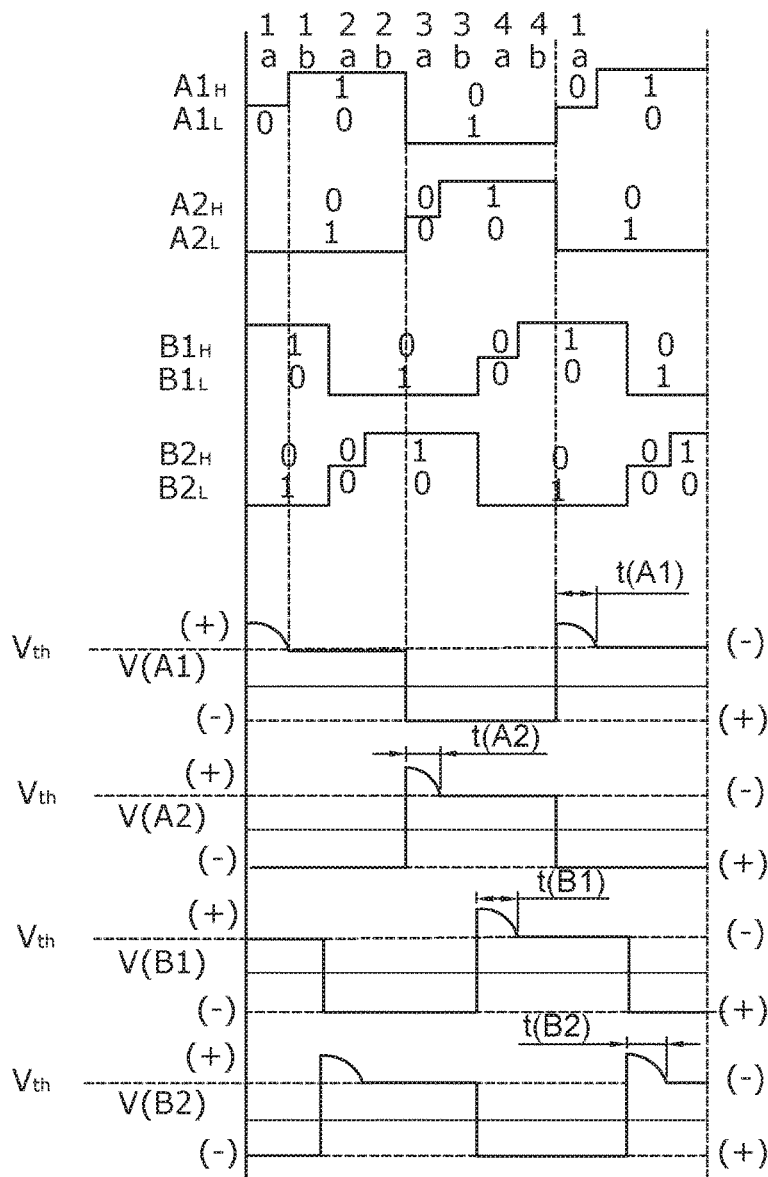 1 1 2 2 3 3 4 4 1
a b a b a b a b a
A1H 1 0 0 1
A1L 0 0 1 0
A2H 0 0 1 0
A2L 1 0 0 1
B1H 1 0 0 1 0
B1L 0 1 0 0 1
B2H 0 0 1 0 0 1
B2L 1 0 0 1 0 0
t(A1)
(+)
Vth (-)
V(A1)
(-) (+)
t(A2)
(+)
Vth (-)
V(A2)
(-) (+)
t(B1)
(+)
Vth (-)
V(B1)
(-) (+)
t(B2)
(+)
Vth (-)
V(B2)
(-) (+)